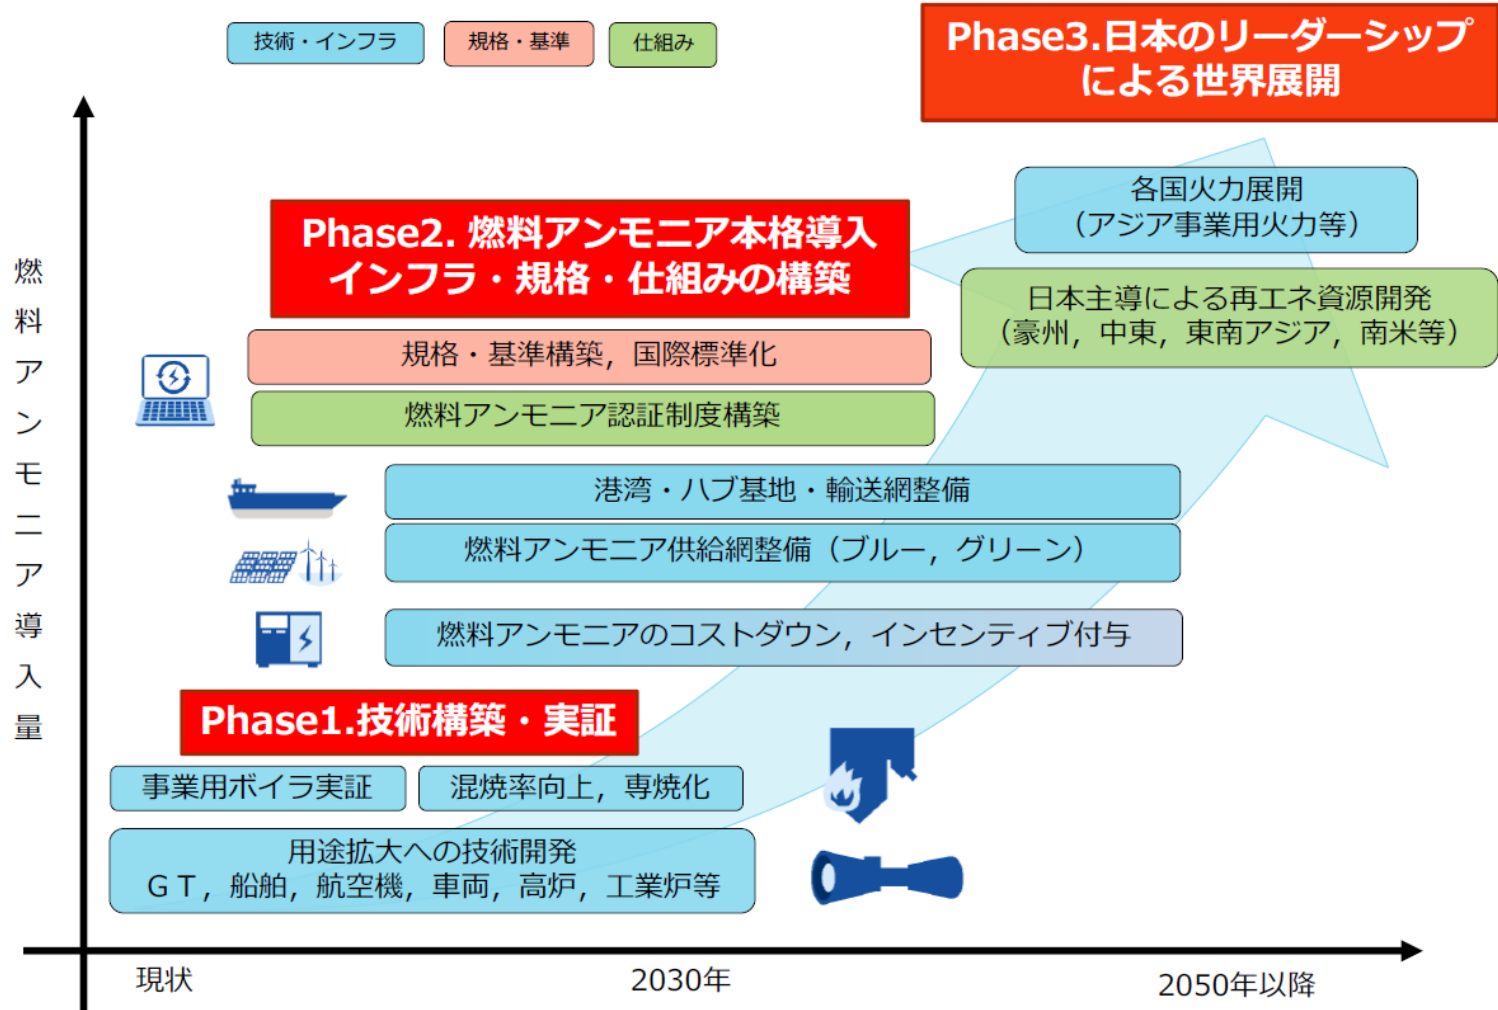 技術・インフラ
規格・基準
仕組み
Phase3.日本のリーダーシップ
による世界展開
各国火力展開
（アジア事業用火力等）
日本主導による再エネ資源開発
（豪州，中東，東南アジア，南米等）
Phase2. 燃料アンモニア本格導入
インフラ・規格・仕組みの構築
規格・基準構築，国際標準化
燃料アンモニア認証制度構築
港湾・ハブ基地・輸送網整備
燃料アンモニア供給網整備（ブルー，グリーン）
燃料アンモニアのコストダウン，インセンティブ付与
Phase1.技術構築・実証
事業用ボイラ実証
混焼率向上，専焼化
用途拡大への技術開発
ＧＴ，船舶，航空機，車両，高炉，工業炉等
燃料アンモニア導入量
現状
2030年
2050年以降